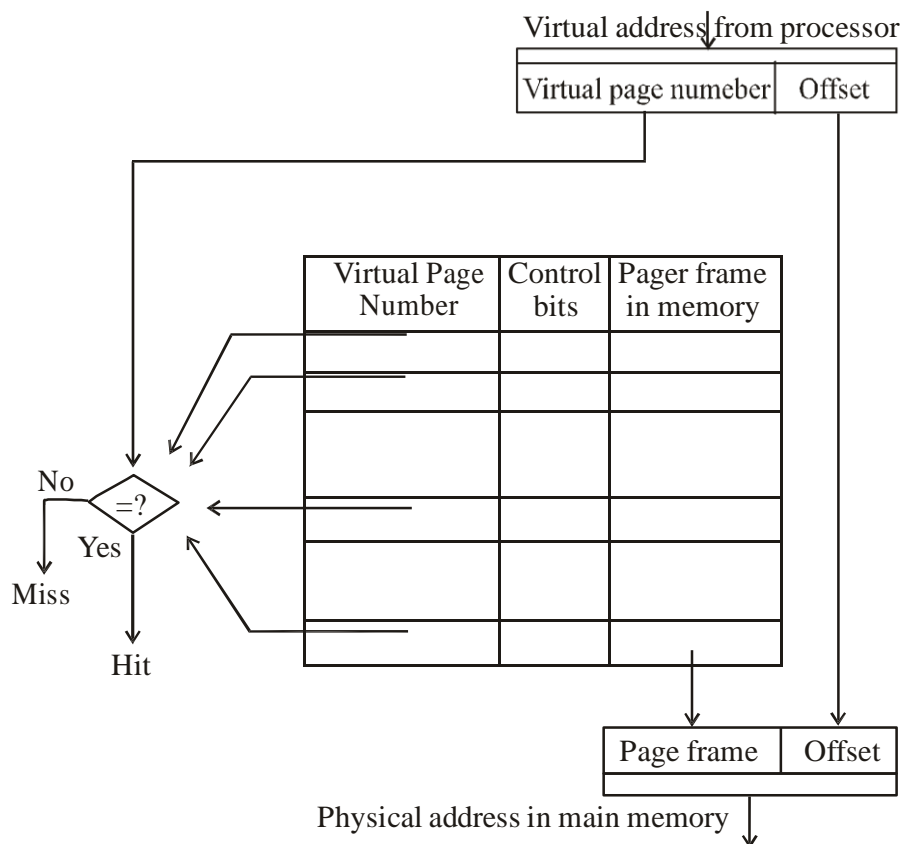 Virtual address from processor
Virtual page numeber Offset
Virtual Page Number
Control bits
Pager frame in memory
No
=?
Yes
Miss
Hit
Page frame Offset
Physical address in main memory